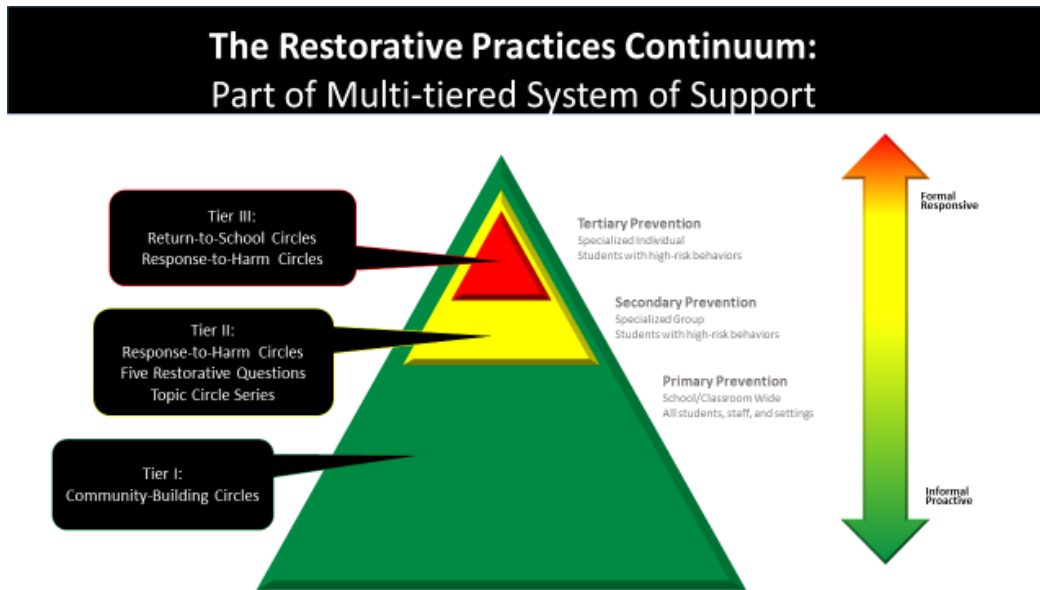 The Restorative Practices Continuum:
Part of Multi-tiered System of Support
Tier III:
Return-to-School Circles
Response-to-Harm Circles
Tier II:
Response-to-Harm Circles
Five Restorative Questions
Topic Circle Series
Tier I:
Community-Building Circles
Tertiary Prevention
Specialized Individual
Students with high-risk behaviors
Secondary Prevention
Specialized Group
Students with high-risk behaviors
Primary Prevention
School/Classroom Wide
All students, staff, and settings
Formal
Responsive
Informal
Proactive